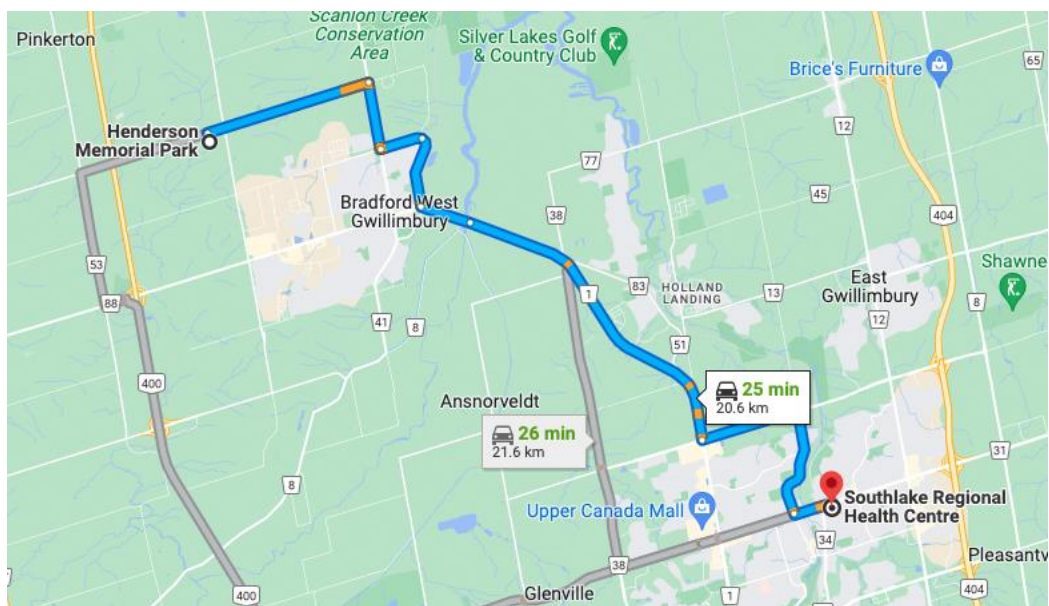 Pinkerton
Scanlon Creek
Conservation
Area
Silver Lakes Golf
& Country Club
Brice's Furniture
65
12
Henderson
Memorial Park
77
45
Bradford West
Gwillimbury
38
404
Shawne
53
83
HOLLAND
LANDING
13
East
Gwillimbury
8
88
1
12
41
8
51
400
25 min
20.6 km
Ansnorveldt
26 min
21.6 km
31
8
Upper Canada Mall
Southlake Regional
Health Centre
34
Pleasantv
38
400
Glenville
1
404